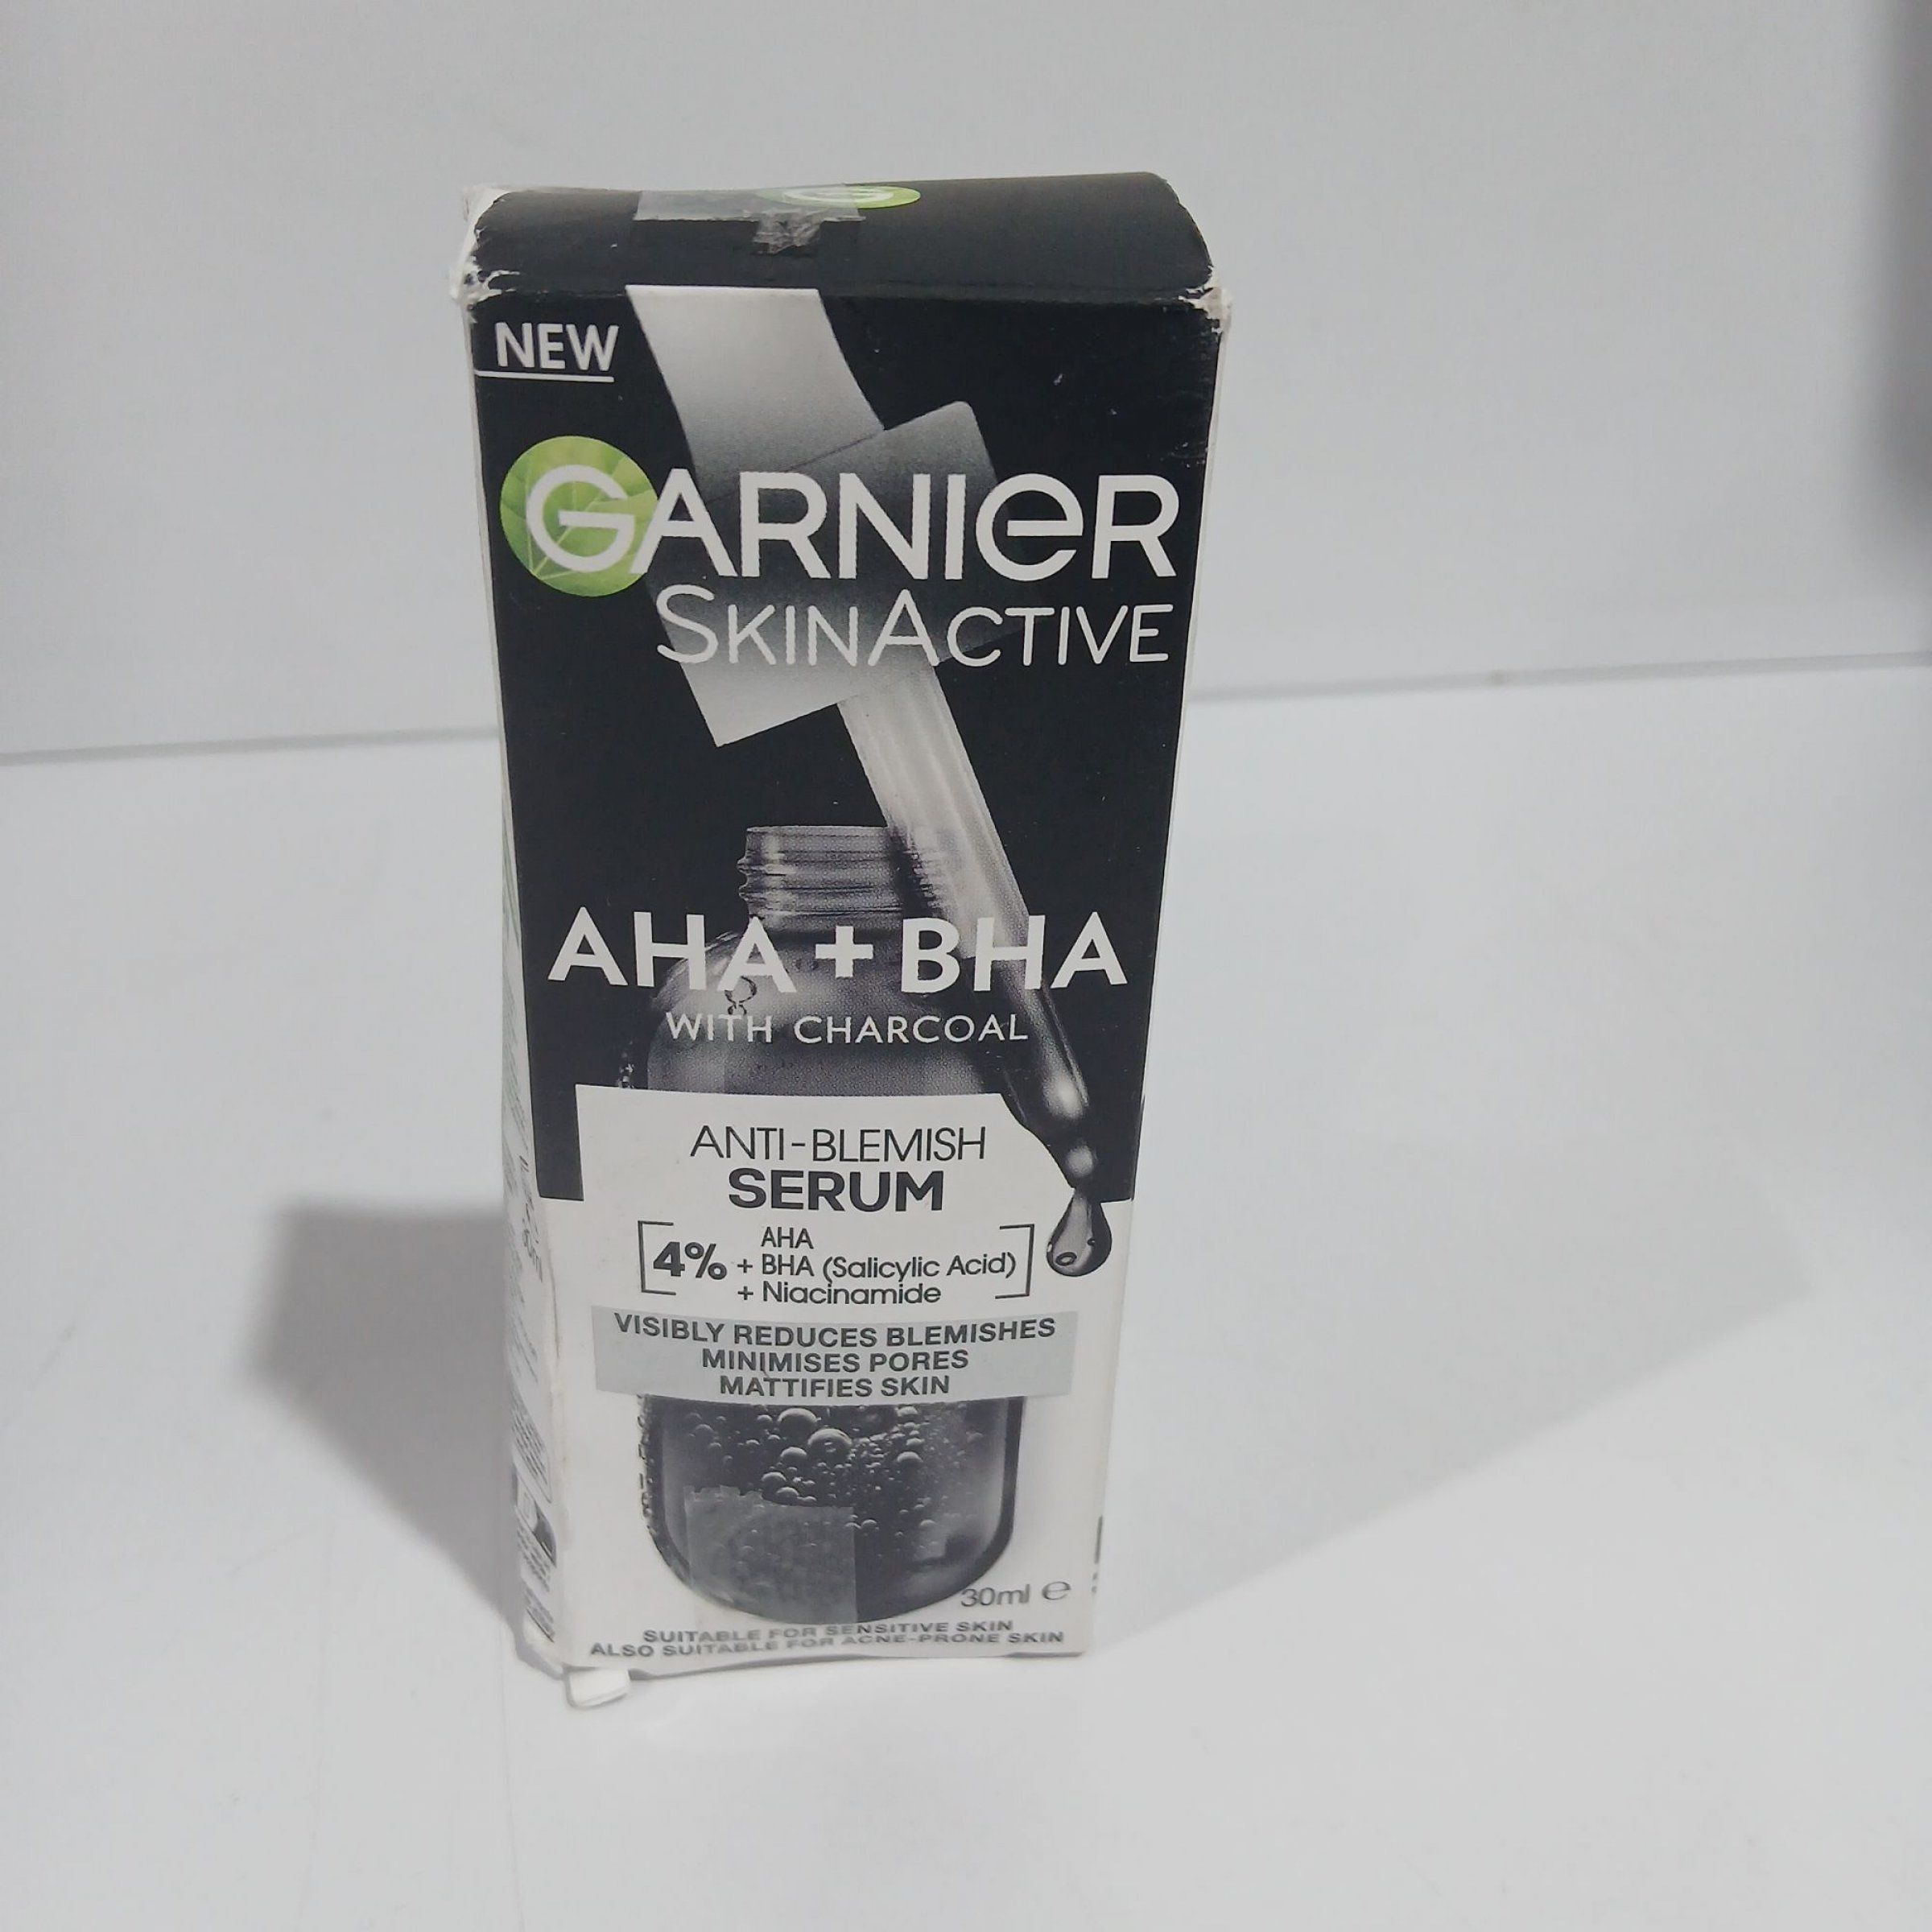 NEW
GARNIER
SKINACTIVE
AHA + BHA
WITH CHARCOAL
ANTI-BLEMISH
SERUM
AHA
4% + BHA (Salicylic Acid)
+ Niacinamide
VISIBLY REDUCES BLEMISHES
MINIMISES PORES
MATTIFIES SKIN
30ml ℮
SUITABLE FOR SENSITIVE SKIN
ALSO SUITABLE FOR ACNE-PRONE SKIN